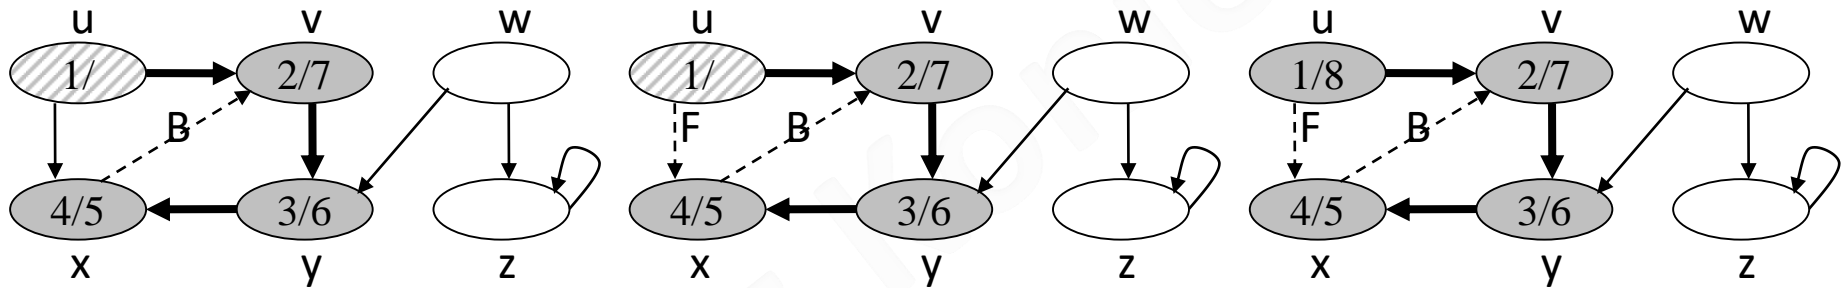 u v w u v w u v w
1/ 2/7 1/ 2/7 1/8 2/7
B F B F B
4/5 3/6 4/5 3/6 4/5 3/6
x y z x y z x y z